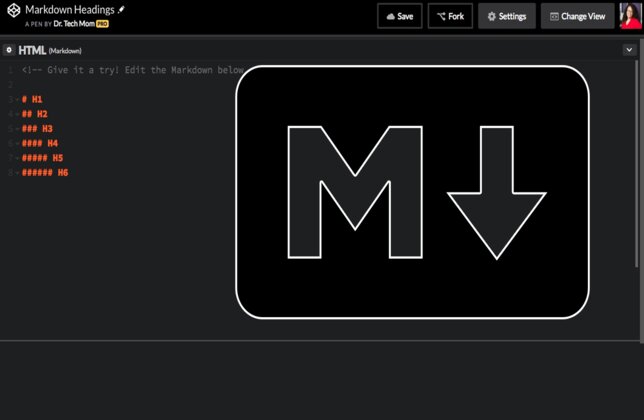 Markdown Headings
A PEN BY Dr. Tech Mom PRO
Save
Fork
Settings
Change View
HTML (Markdown)
1 <!-- Give it a try! Edit the Markdown below
2
3 # H1
4 ## H2
5 ### H3
6 #### H4
7 ##### H5
8 ###### H6
M